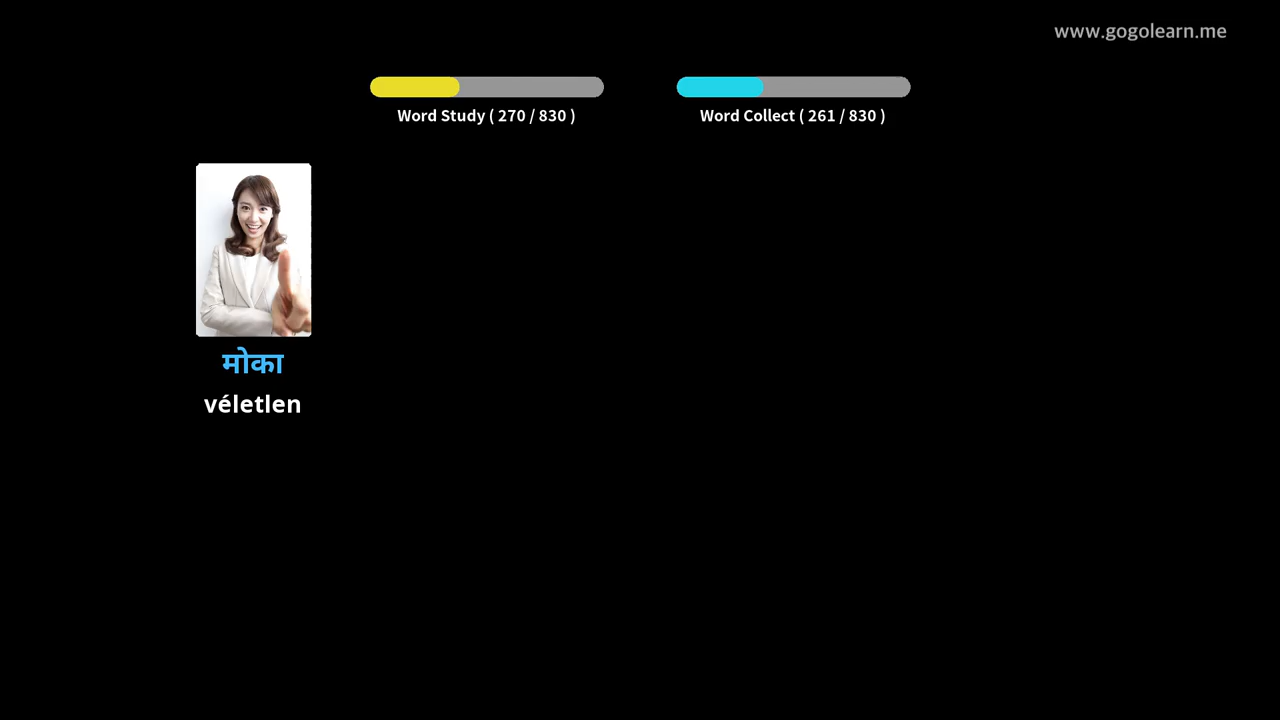 www.gogolearn.me
Word Study ( 270 / 830 )
Word Collect ( 261 / 830 )
मोका
véletlen